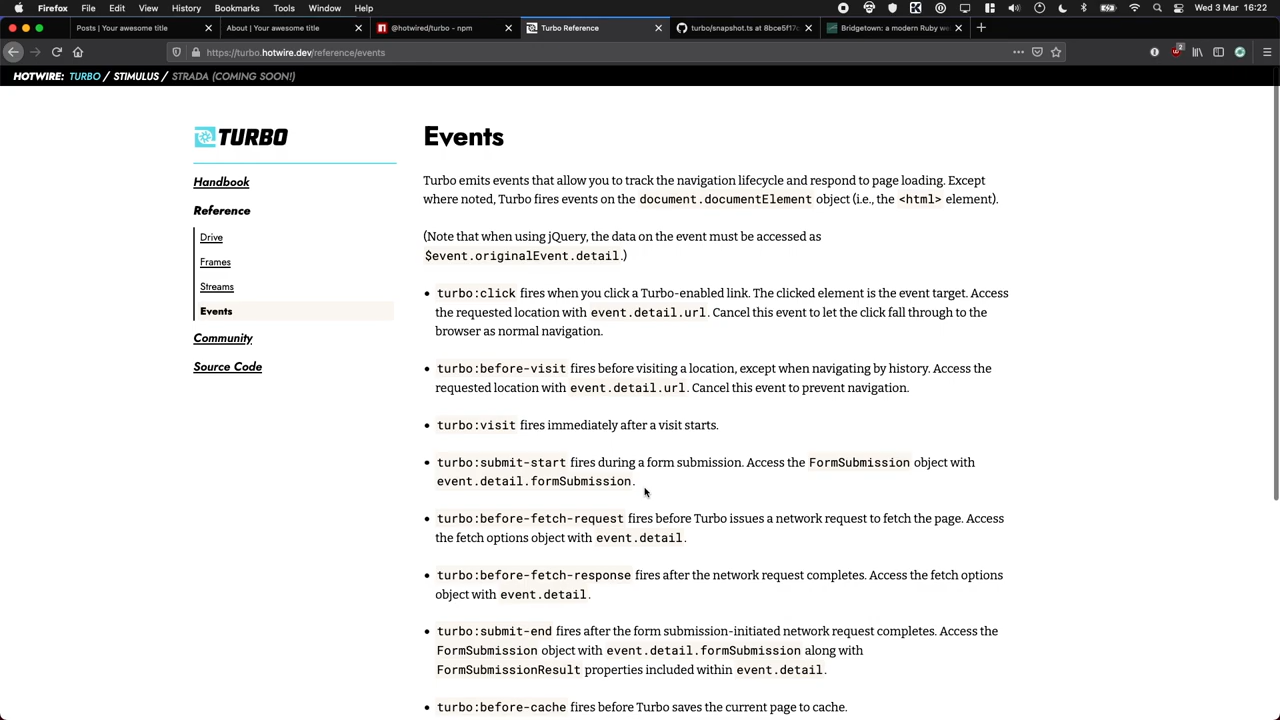 Firefox File Edit View History Bookmarks Tools Window Help
Wed 3 Mar 16:22
Posts | Your awesome title
About | Your awesome title
@hotwired/turbo - npm
Turbo Reference
turbo/snapshot.ts at 8bce5f17
Bridgetown: a modern Ruby we
https://turbo.hotwire.dev/reference/events
2
HOTWIRE: TURBO / STIMULUS / STRADA (COMING SOON!)
TURBO
Handbook
Reference
Drive
Frames
Streams
Events
Community
Source Code
Events
Turbo emits events that allow you to track the navigation lifecycle and respond to page loading. Except
where noted, Turbo fires events on the document.documentElement object (i.e., the <html> element).
(Note that when using jQuery, the data on the event must be accessed as
$event.originalEvent.detail.)
• turbo:click fires when you click a Turbo-enabled link. The clicked element is the event target. Access
the requested location with event.detail.url. Cancel this event to let the click fall through to the
browser as normal navigation.
• turbo:before-visit fires before visiting a location, except when navigating by history. Access the
requested location with event.detail.url. Cancel this event to prevent navigation.
• turbo:visit fires immediately after a visit starts.
• turbo:submit-start fires during a form submission. Access the FormSubmission object with
event.detail.formSubmission.
• turbo:before-fetch-request fires before Turbo issues a network request to fetch the page. Access
the fetch options object with event.detail.
• turbo:before-fetch-response fires after the network request completes. Access the fetch options
object with event.detail.
• turbo:submit-end fires after the form submission-initiated network request completes. Access the
FormSubmission object with event.detail.formSubmission along with
FormSubmissionResult properties included within event.detail.
• turbo:before-cache fires before Turbo saves the current page to cache.